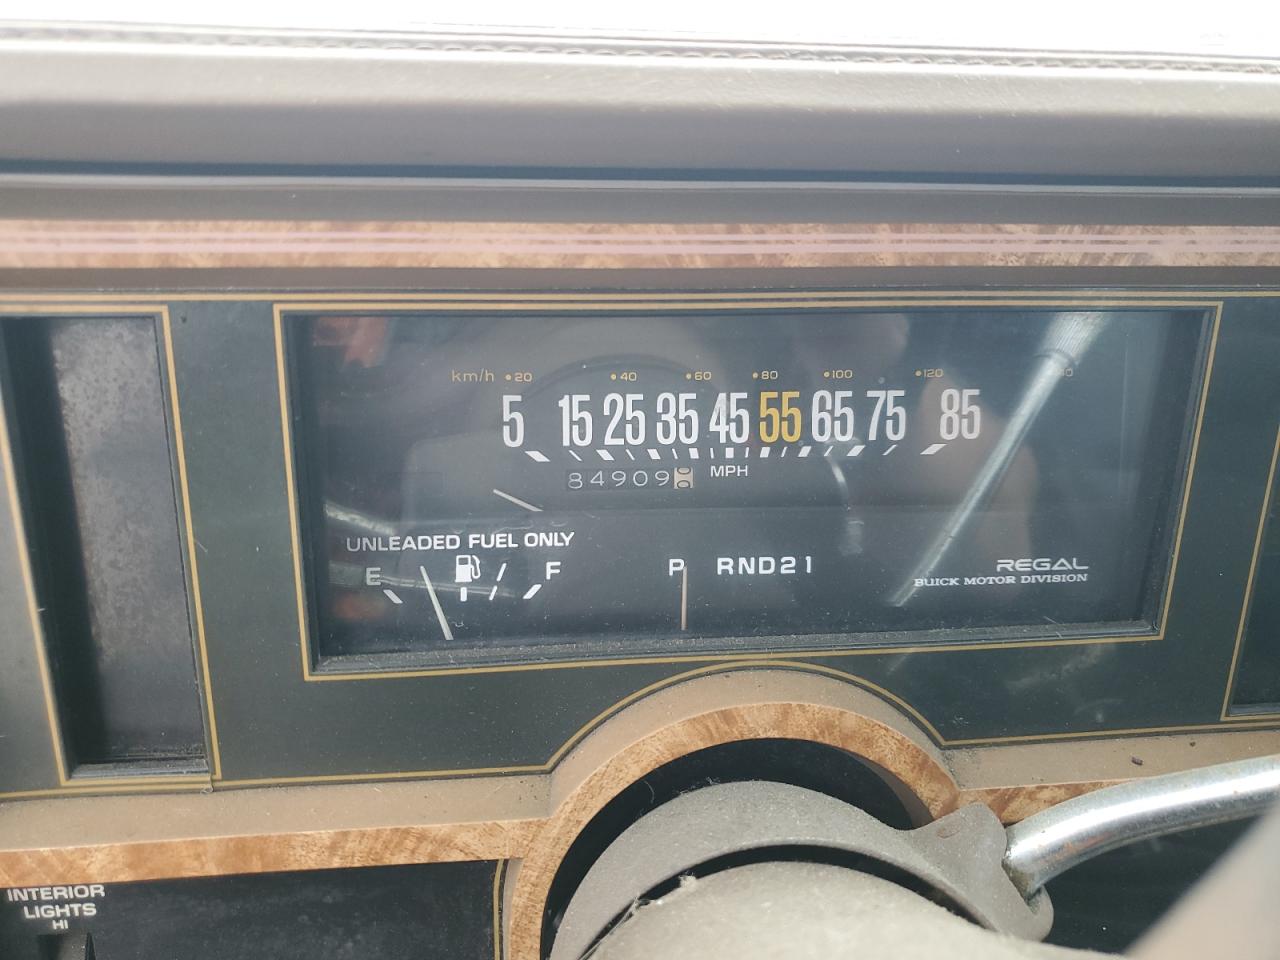 km/h 20 40 60 80 100 120
5 15 25 35 45 55 65 75 85
84909
MPH
UNLEADED FUEL ONLY
E F
P RND21
REGAL
BUICK MOTOR DIVISION
INTERIOR
LIGHTS
HI